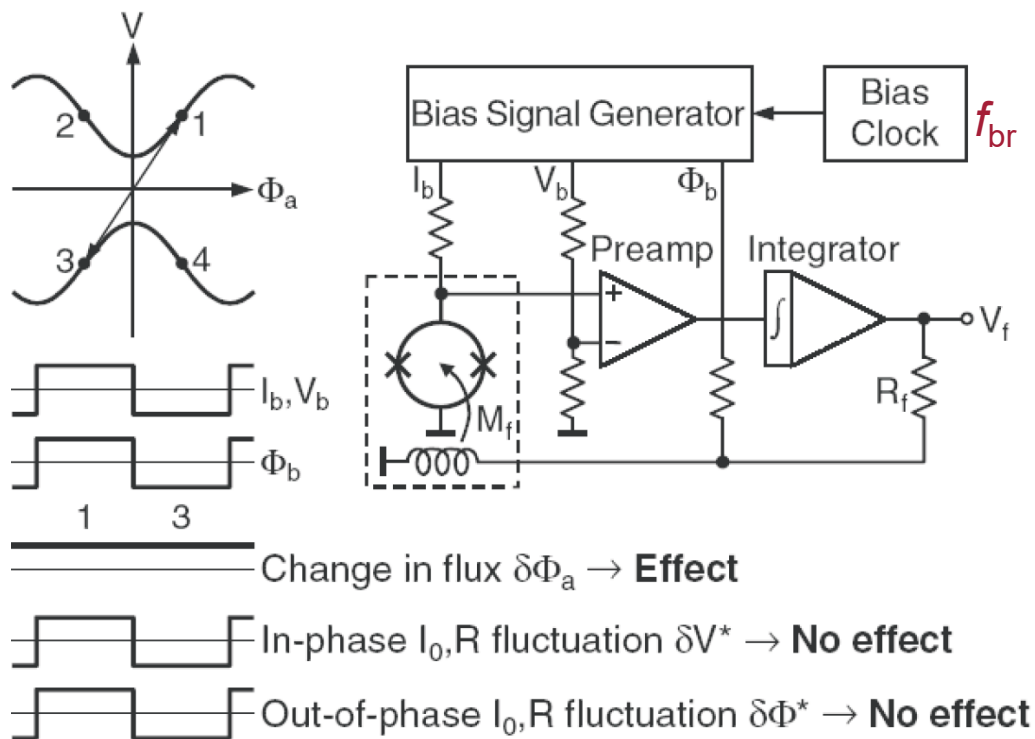 V
2
1
Φa
3
4
Bias Signal Generator
Bias
Clock
fbr
Ib
Vb
Φb
Preamp
Integrator
+
−
∫
Vf
Mf
Rf
Ib,Vb
Φb
1 3
Change in flux δΦa → Effect
In-phase I0,R fluctuation δV* → No effect
Out-of-phase I0,R fluctuation δΦ* → No effect